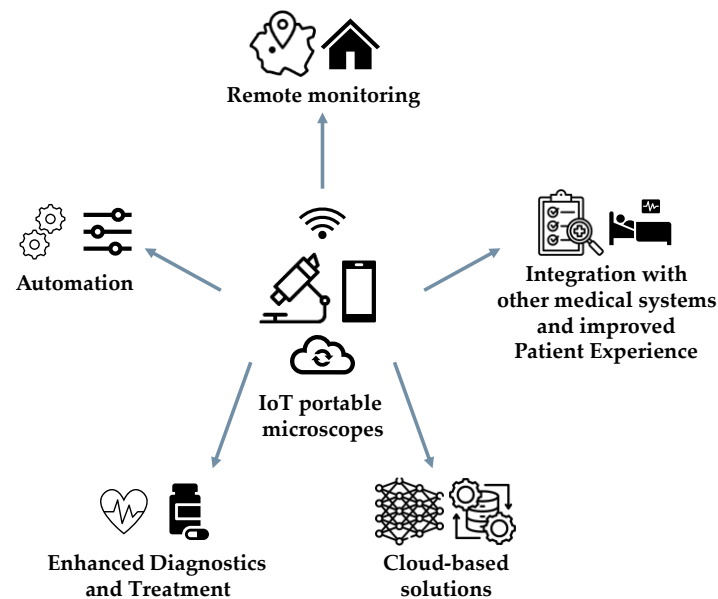 Remote monitoring
Automation
Integration with
other medical systems
and improved
Patient Experience
IoT portable
microscopes
Enhanced Diagnostics
and Treatment
Cloud-based
solutions